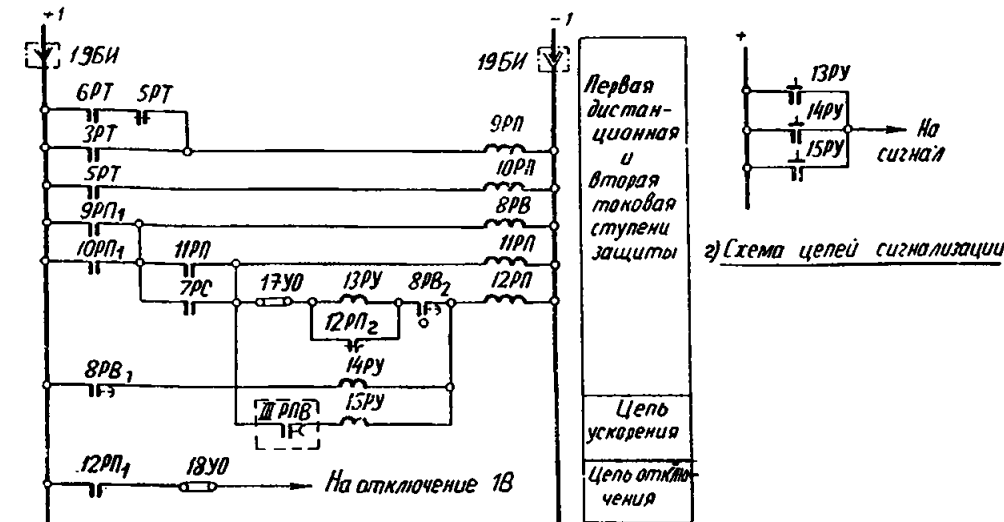 +1
-1
19БИ
19БИ
6РТ 5РТ
3РТ
9РП
5РТ
10РП
9РП₁
8РВ
10РП₁
11РП
11РП
7РС
17УО
13РУ
8РВ₂
12РП
12РП₂
8РВ₁
14РУ
III РПВ
15РУ
12РП₁
18УО
На отключение 1В
Первая
дистан-
ционная
и
вторая
токовая
ступени
защиты
Цепь
ускорения
Цепь отклю-
чения
+
13РУ
14РУ
15РУ
На
сигнал
г) Схема цепей сигнализации